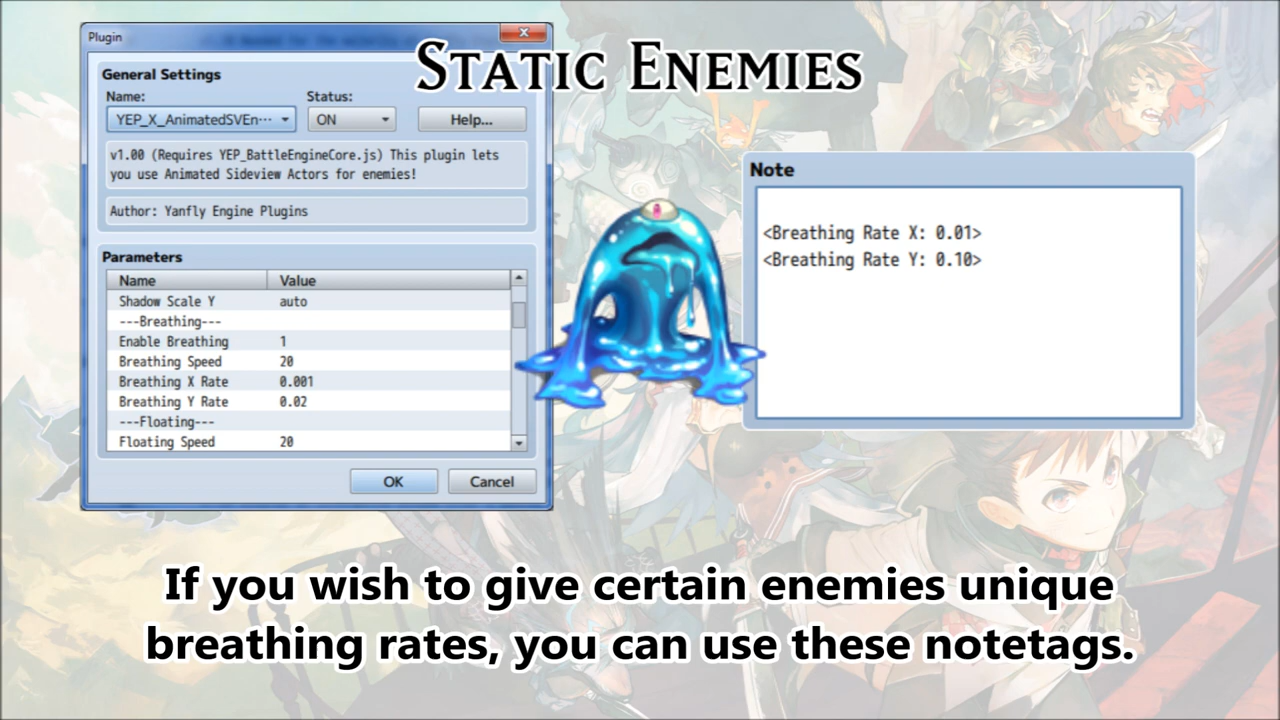 Plugin
STATIC ENEMIES
General Settings
Name:
Status:
YEP_X_AnimatedSVEn···
ON
Help...
v1.00 (Requires YEP_BattleEngineCore.js) This plugin lets
you use Animated Sideview Actors for enemies!
Author: Yanfly Engine Plugins
Parameters
Name Value
Shadow Scale Y auto
---Breathing---
Enable Breathing 1
Breathing Speed 20
Breathing X Rate 0.001
Breathing Y Rate 0.02
---Floating---
Floating Speed 20
OK
Cancel
Note
<Breathing Rate X: 0.01>
<Breathing Rate Y: 0.10>
If you wish to give certain enemies unique
breathing rates, you can use these notetags.